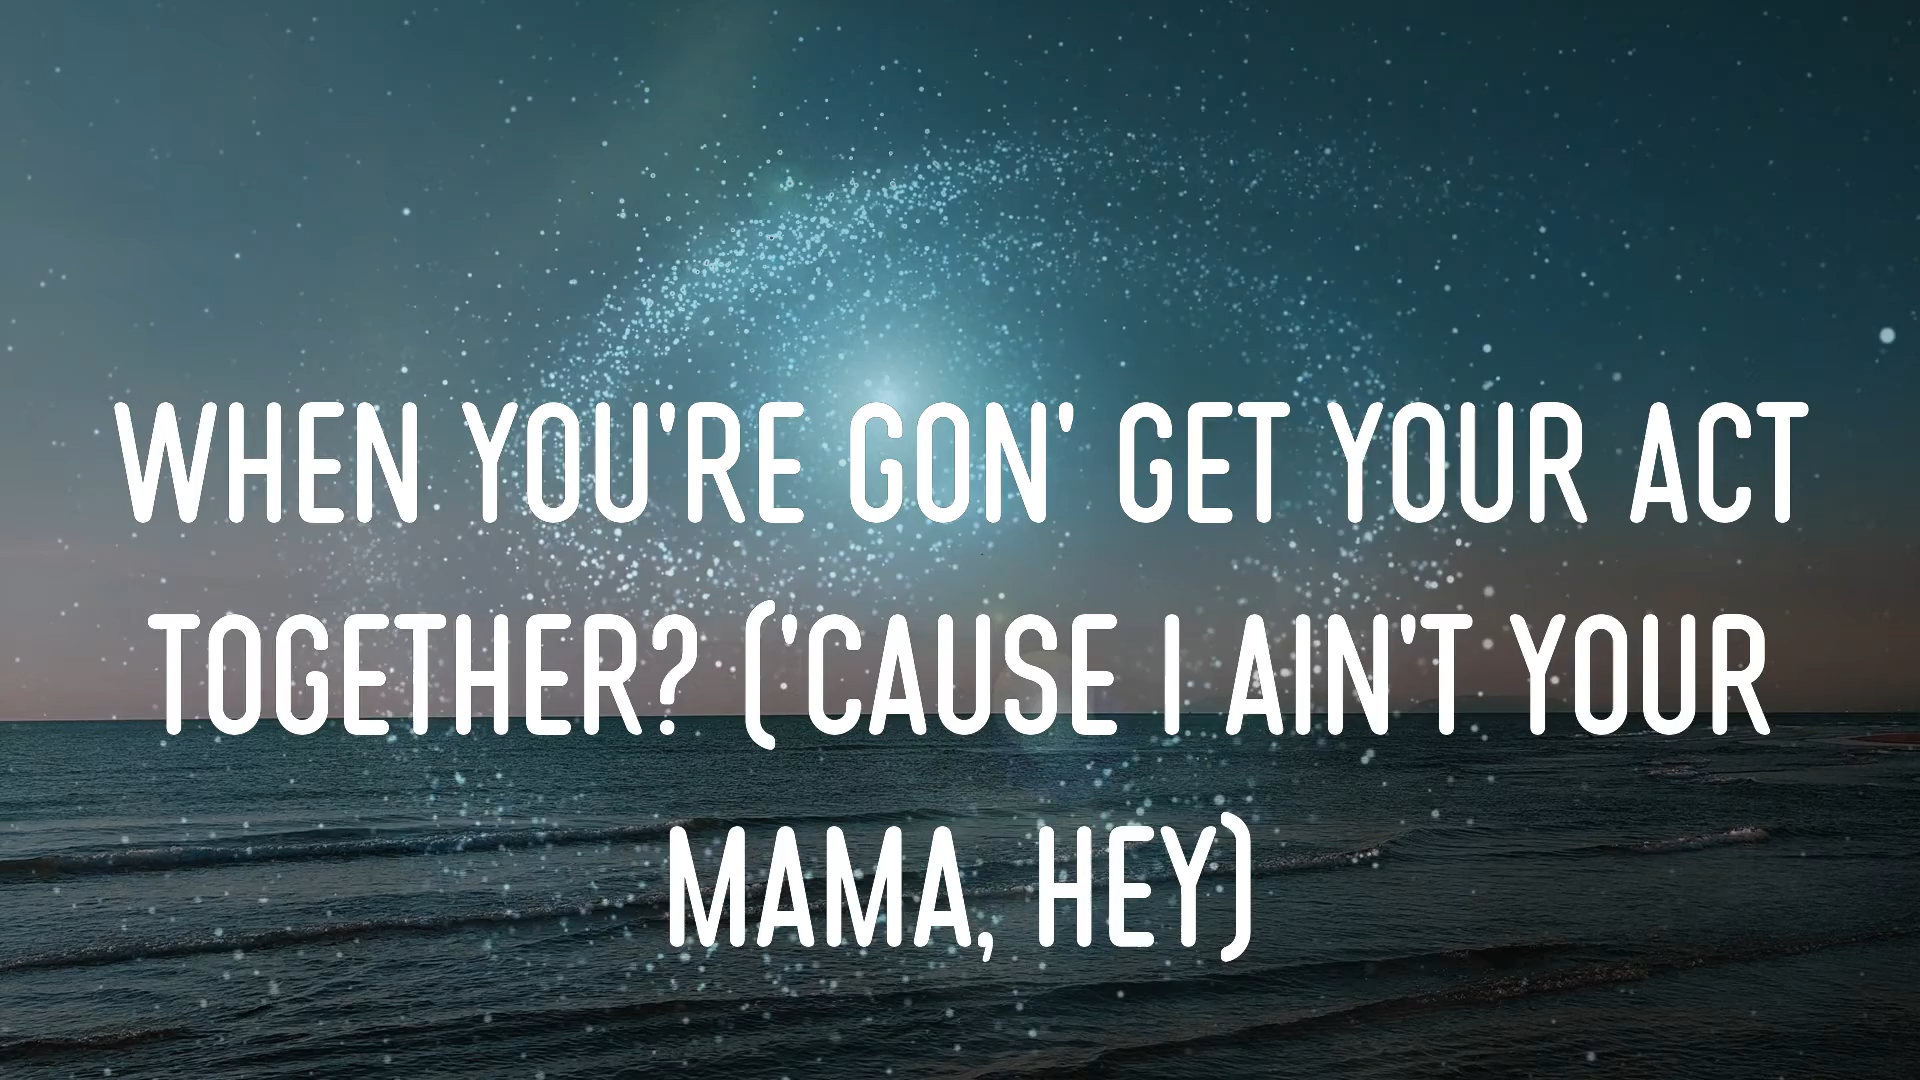 WHEN YOU'RE GON' GET YOUR ACT
TOGETHER? ('CAUSE I AIN'T YOUR
MAMA, HEY)